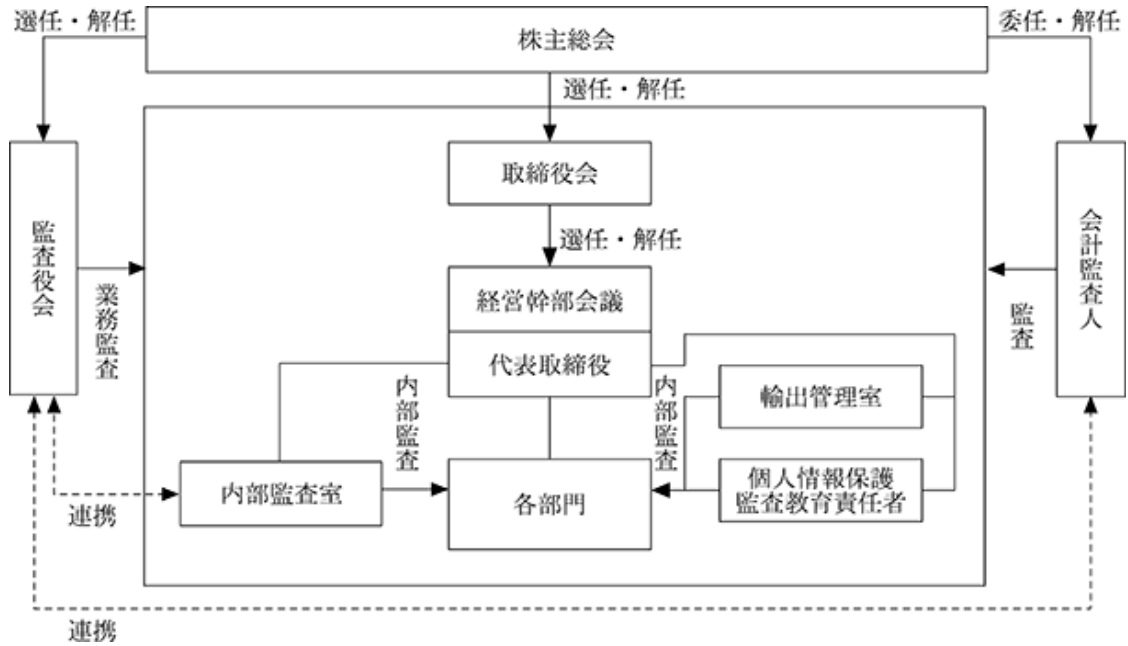 選任・解任
株主総会
委任・解任
選任・解任
取締役会
選任・解任
監査役会
業務監査
経営幹部会議
代表取締役
会計監査人
監査
内部監査
内部監査
輸出管理室
内部監査室
各部門
個人情報保護
監査教育責任者
連携
連携